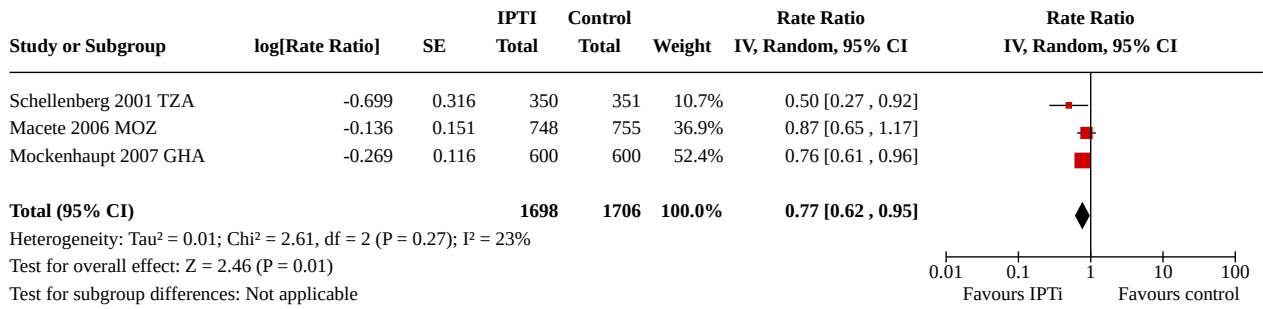 IPTI Control Rate Ratio Rate Ratio
Study or Subgroup log[Rate Ratio] SE Total Total Weight IV, Random, 95% CI IV, Random, 95% CI
Schellenberg 2001 TZA -0.699 0.316 350 351 10.7% 0.50 [0.27 , 0.92]
Macete 2006 MOZ -0.136 0.151 748 755 36.9% 0.87 [0.65 , 1.17]
Mockenhaupt 2007 GHA -0.269 0.116 600 600 52.4% 0.76 [0.61 , 0.96]
Total (95% CI) 1698 1706 100.0% 0.77 [0.62 , 0.95]
Heterogeneity: Tau² = 0.01; Chi² = 2.61, df = 2 (P = 0.27); I² = 23%
Test for overall effect: Z = 2.46 (P = 0.01)
0.01 0.1 1 10 100
Test for subgroup differences: Not applicable
Favours IPTi Favours control